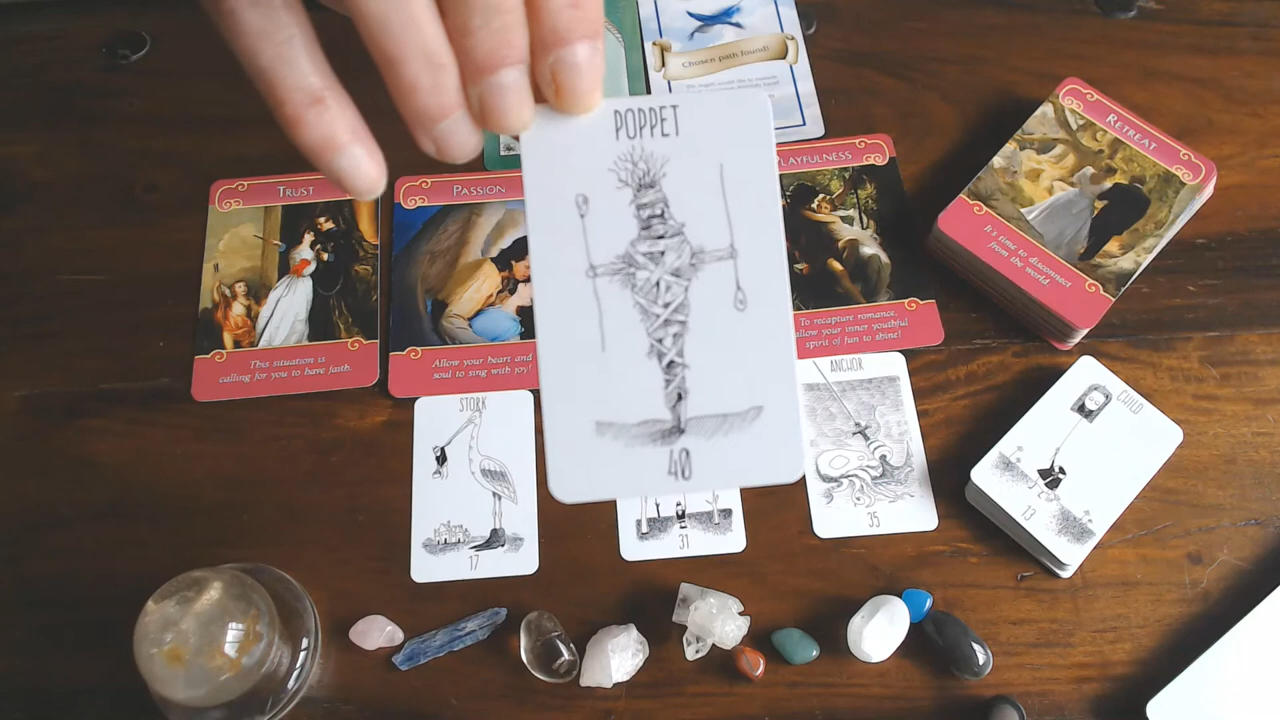 Chosen path found!
POPPET
40
TRUST
This situation is
calling for you to have faith.
PASSION
Allow your heart and
soul to sing with joy!
PLAYFULNESS
To recapture romance,
allow your inner youthful
spirit of fun to shine!
RETREAT
It's time to disconnect
from the world.
STORK
17
31
ANCHOR
35
CHILD
13